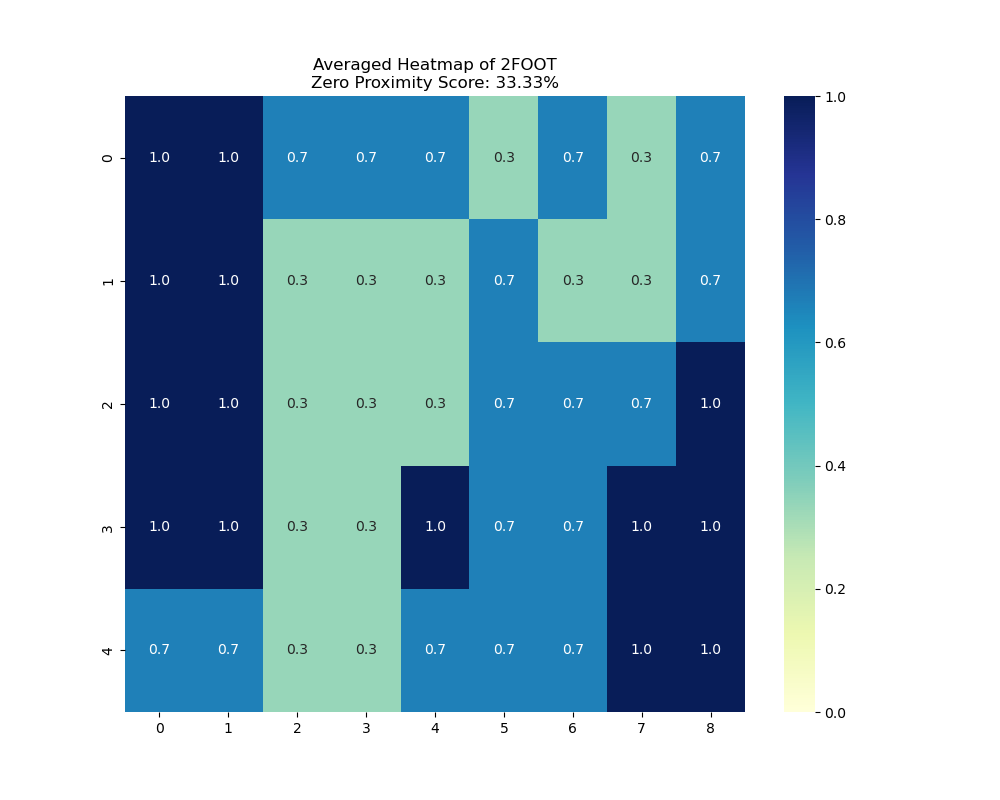 Averaged Heatmap of 2FOOT
Zero Proximity Score: 33.33%
0 1.0 1.0 0.7 0.7 0.7 0.3 0.7 0.3 0.7
1 1.0 1.0 0.3 0.3 0.3 0.7 0.3 0.3 0.7
2 1.0 1.0 0.3 0.3 0.3 0.7 0.7 0.7 1.0
3 1.0 1.0 0.3 0.3 1.0 0.7 0.7 1.0 1.0
4 0.7 0.7 0.3 0.3 0.7 0.7 0.7 1.0 1.0
0 1 2 3 4 5 6 7 8
1.0
0.8
0.6
0.4
0.2
0.0